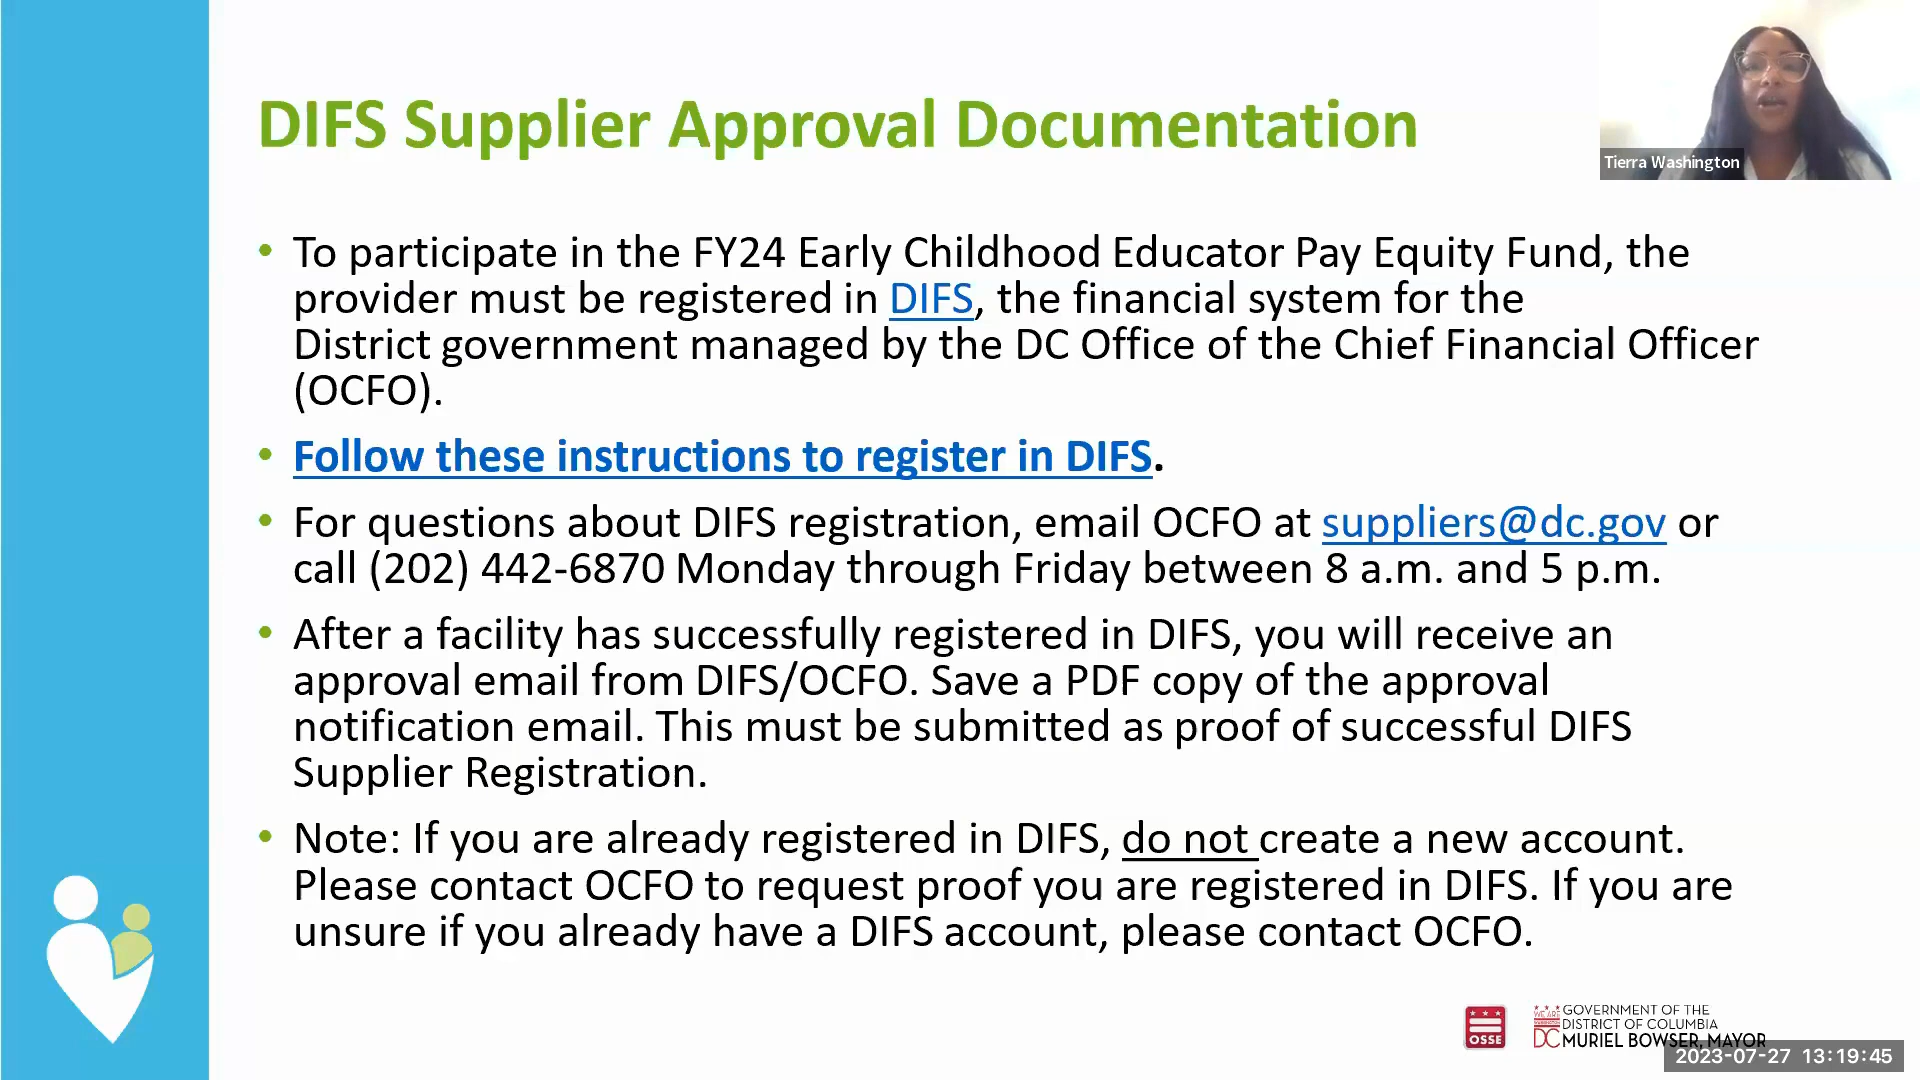 DIFS Supplier Approval Documentation
Tierra Washington
• To participate in the FY24 Early Childhood Educator Pay Equity Fund, the
provider must be registered in DIFS, the financial system for the
District government managed by the DC Office of the Chief Financial Officer
(OCFO).
• Follow these instructions to register in DIFS.
• For questions about DIFS registration, email OCFO at suppliers@dc.gov or
call (202) 442-6870 Monday through Friday between 8 a.m. and 5 p.m.
• After a facility has successfully registered in DIFS, you will receive an
approval email from DIFS/OCFO. Save a PDF copy of the approval
notification email. This must be submitted as proof of successful DIFS
Supplier Registration.
• Note: If you are already registered in DIFS, do not create a new account.
Please contact OCFO to request proof you are registered in DIFS. If you are
unsure if you already have a DIFS account, please contact OCFO.
OSSE
WE ARE
WASHINGTON
DC
GOVERNMENT OF THE
DISTRICT OF COLUMBIA
MURIEL BOWSER, MAYOR
2023-07-27 13:19:45